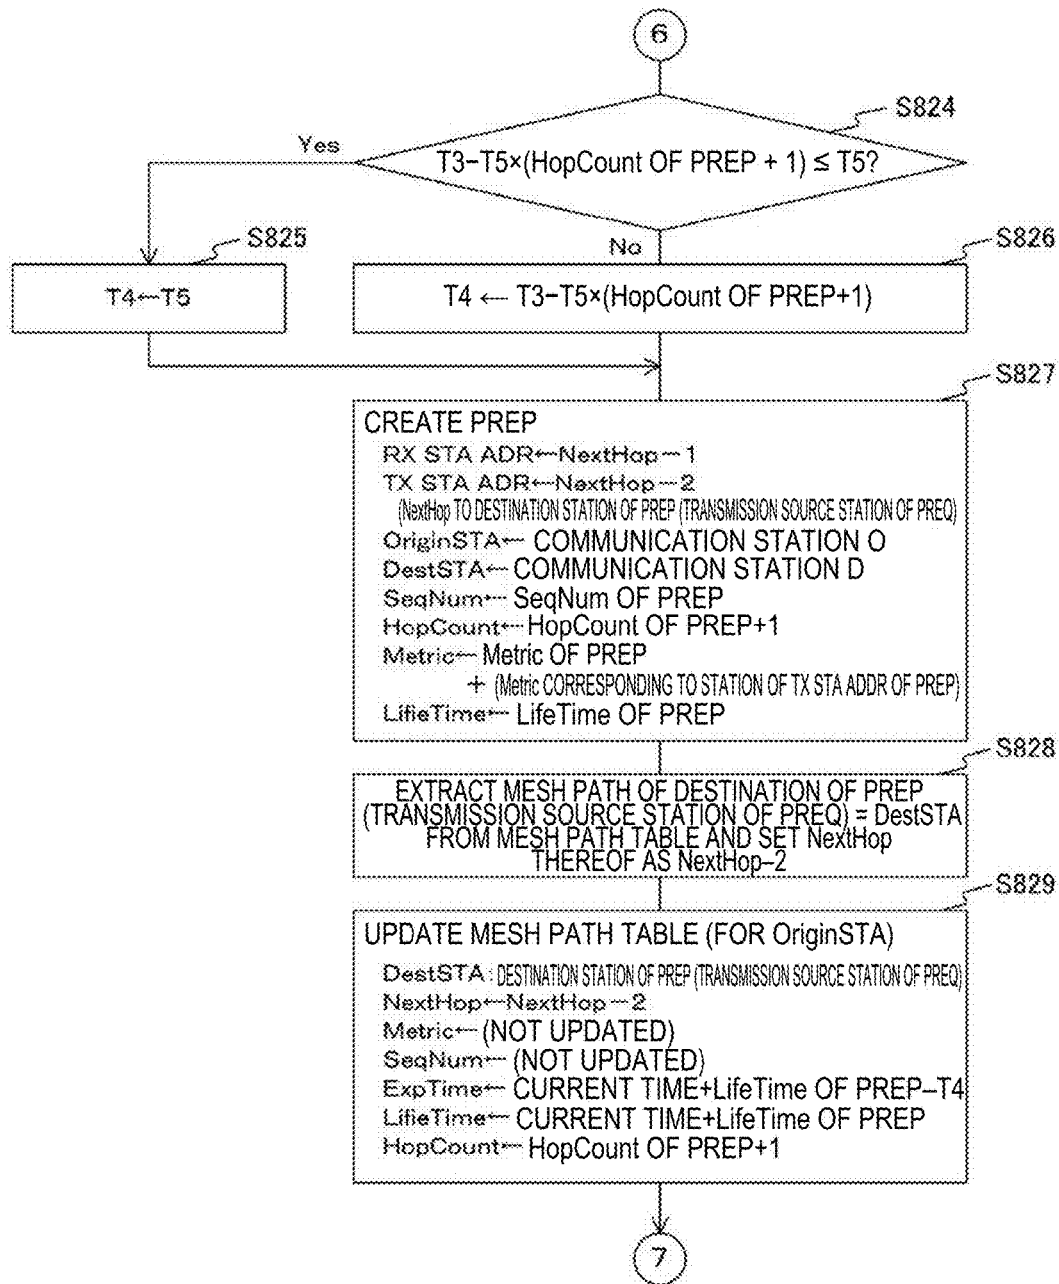 6
S824
Yes
T3−T5×(HopCount OF PREP + 1) ≤ T5?
No
S825
S826
T4←T5
T4 ← T3−T5×(HopCount OF PREP+1)
S827
CREATE PREP
RX STA ADR←NextHop−1
TX STA ADR←NextHop−2
(NextHop TO DESTINATION STATION OF PREP (TRANSMISSION SOURCE STATION OF PREQ)
OriginSTA← COMMUNICATION STATION O
DestSTA← COMMUNICATION STATION D
SeqNum← SeqNum OF PREP
HopCount← HopCount OF PREP+1
Metric← Metric OF PREP
+ (Metric CORRESPONDING TO STATION OF TX STA ADDR OF PREP)
LifieTime← LifeTime OF PREP
S828
EXTRACT MESH PATH OF DESTINATION OF PREP
(TRANSMISSION SOURCE STATION OF PREQ) = DestSTA
FROM MESH PATH TABLE AND SET NextHop
THEREOF AS NextHop–2
S829
UPDATE MESH PATH TABLE (FOR OriginSTA)
DestSTA: DESTINATION STATION OF PREP (TRANSMISSION SOURCE STATION OF PREQ)
NextHop←NextHop−2
Metric← (NOT UPDATED)
SeqNum← (NOT UPDATED)
ExpTime← CURRENT TIME+LifeTime OF PREP–T4
LifieTime← CURRENT TIME+LifeTime OF PREP
HopCount← HopCount OF PREP+1
7